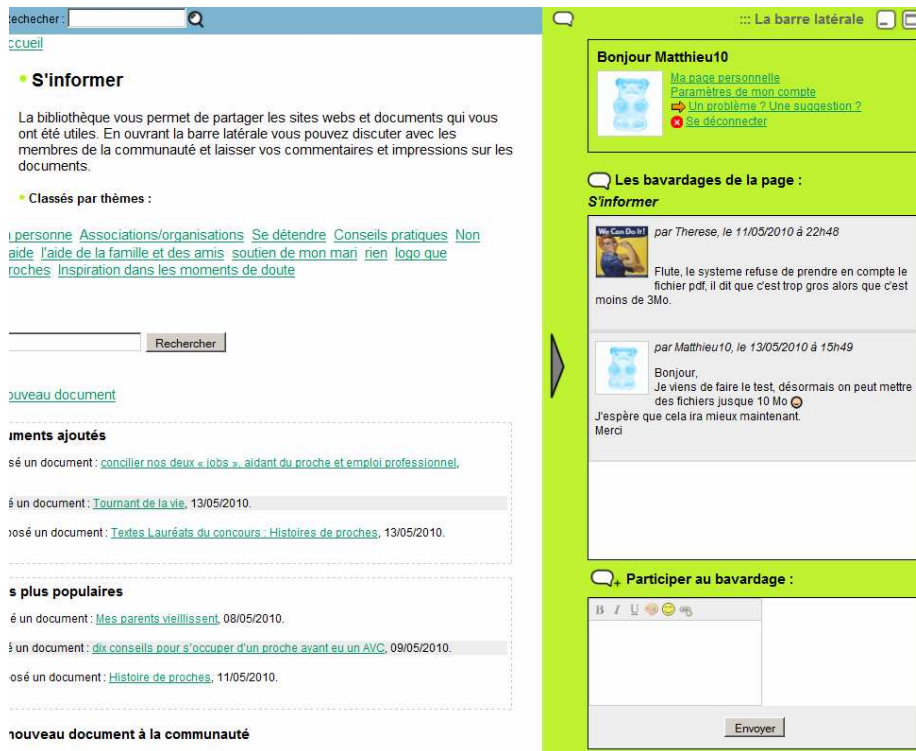 Rechecher :
ccueil
S'informer
La bibliothèque vous permet de partager les sites webs et documents qui vous
ont été utiles. En ouvrant la barre latérale vous pouvez discuter avec les
membres de la communauté et laisser vos commentaires et impressions sur les
documents.
Classés par thèmes :
personne Associations/organisations Se détendre Conseils pratiques Non
aide l'aide de la famille et des amis soutien de mon mari rien logo que
roches Inspiration dans les moments de doute
Rechercher
ouveau document
uments ajoutés
sé un document : concilier nos deux « jobs », aidant du proche et emploi professionnel,
é un document : Tournant de la vie, 13/05/2010.
posé un document : Textes Lauréats du concours : Histoires de proches, 13/05/2010.
s plus populaires
é un document : Mes parents vieillissent, 08/05/2010.
é un document : dix conseils pour s'occuper d'un proche ayant eu un AVC, 09/05/2010.
osé un document : Histoire de proches, 11/05/2010.
nouveau document à la communauté
::: La barre latérale
Bonjour Matthieu10
Ma page personnelle
Paramètres de mon compte
Un problème ? Une suggestion ?
Se déconnecter
Les bavardages de la page :
S'informer
We Can Do It!
par Therese, le 11/05/2010 à 22h48
Flute, le systeme refuse de prendre en compte le
fichier pdf, il dit que c'est trop gros alors que c'est
moins de 3Mo.
par Matthieu10, le 13/05/2010 à 15h49
Bonjour,
Je viens de faire le test, désormais on peut mettre
des fichiers jusque 10 Mo
J'espère que cela ira mieux maintenant.
Merci
Participer au bavardage :
B I U
Envoyer